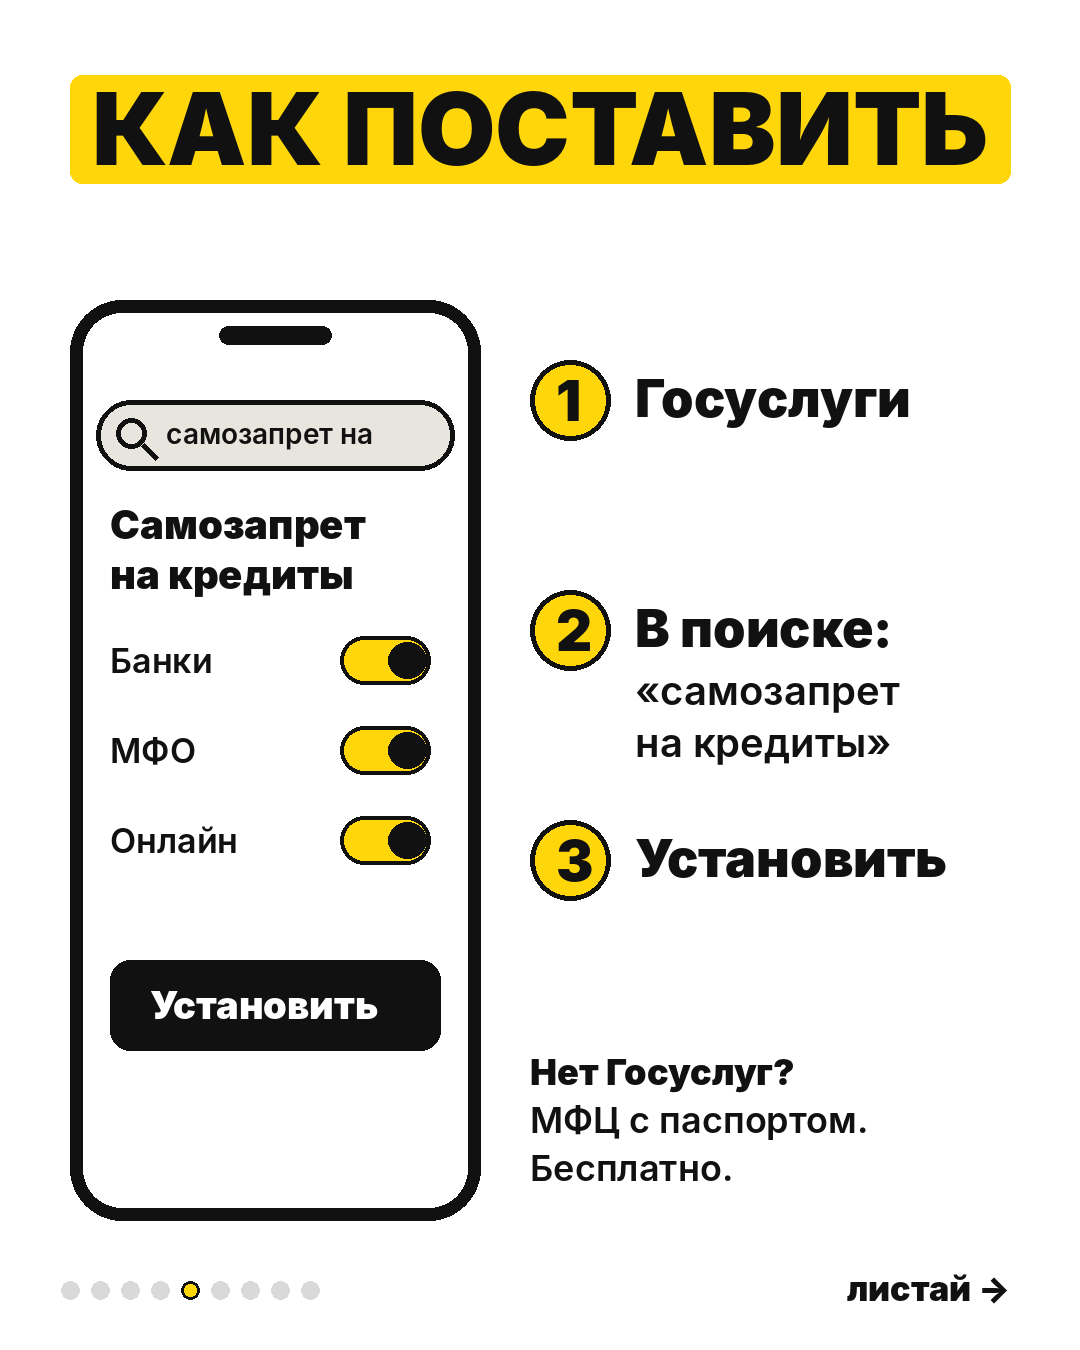 КАК ПОСТАВИТЬ
самозапрет на
Самозапрет
на кредиты
Банки
МФО
Онлайн
Установить
1 Госуслуги
2 В поиске:
«самозапрет
на кредиты»
3 Установить
Нет Госуслуг?
МФЦ с паспортом.
Бесплатно.
листай →